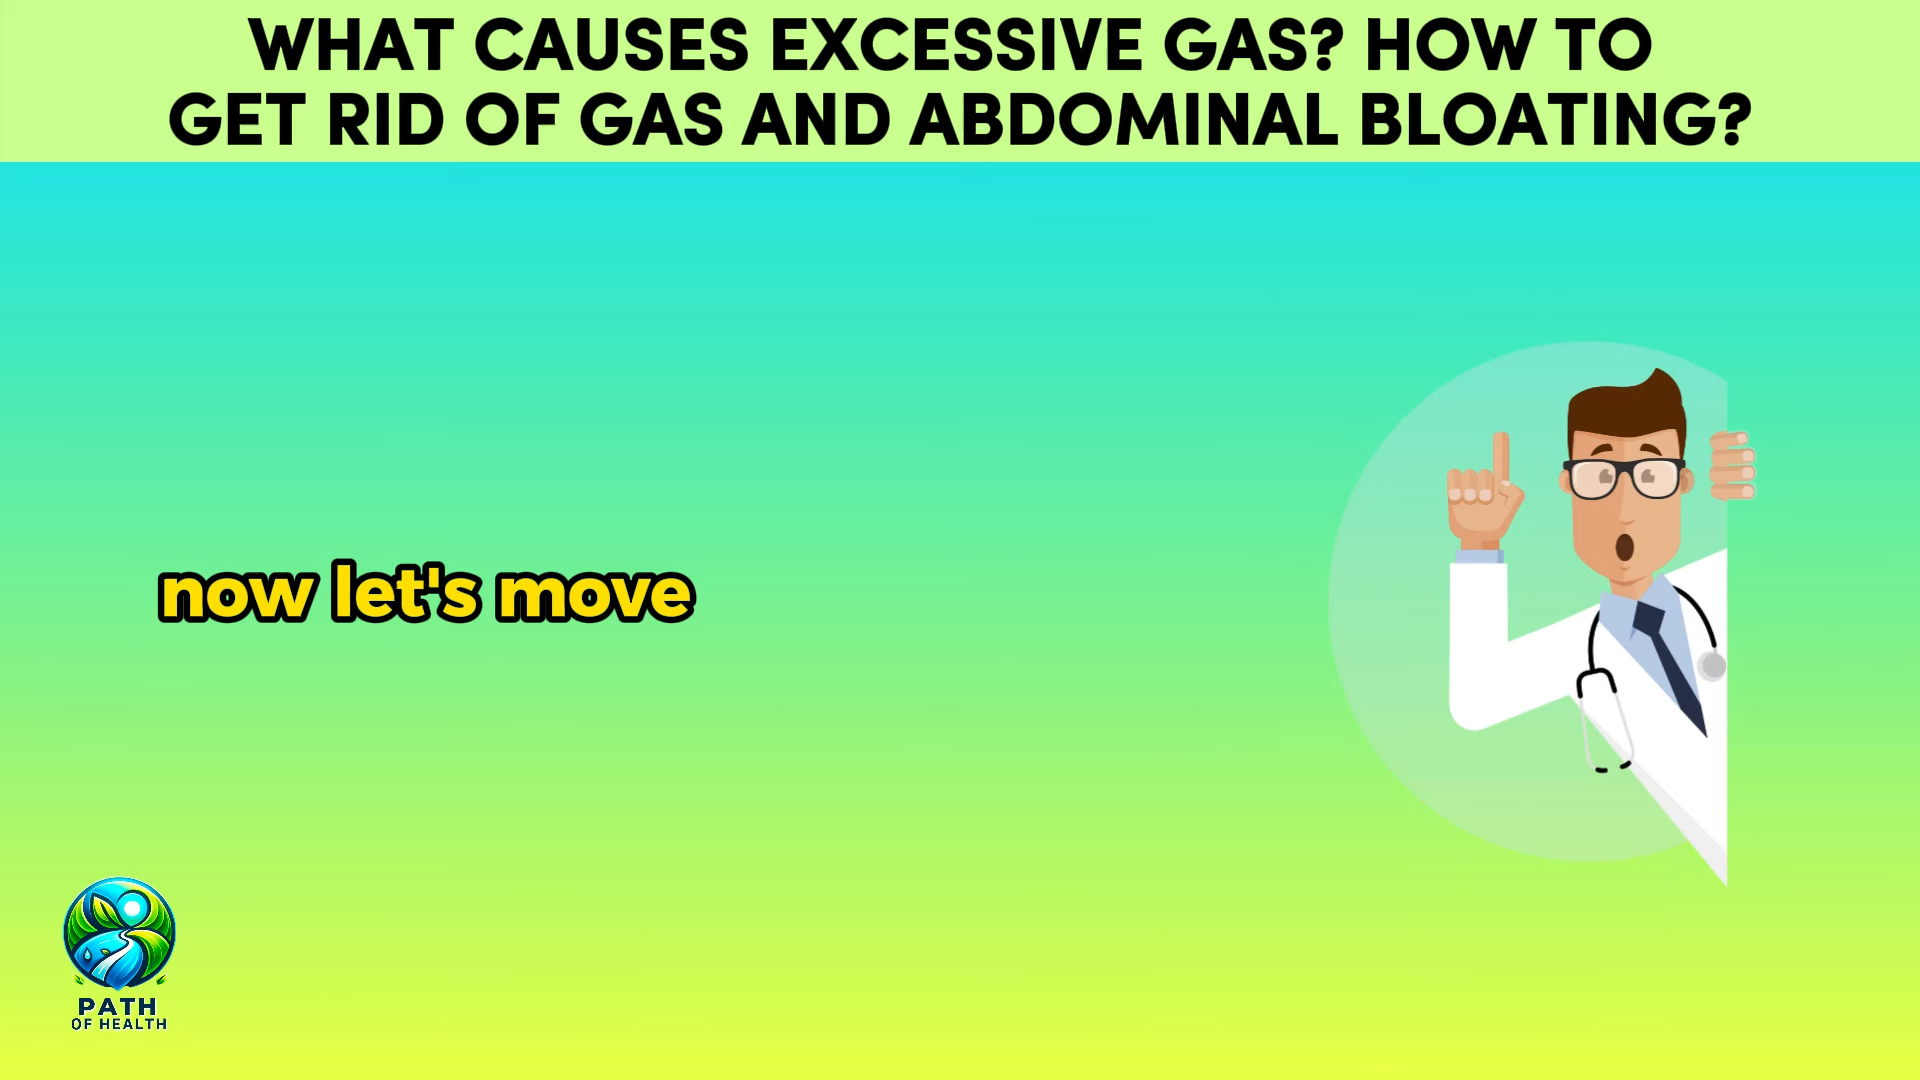 WHAT CAUSES EXCESSIVE GAS? HOW TO
GET RID OF GAS AND ABDOMINAL BLOATING?
now let's move
PATH
OF HEALTH